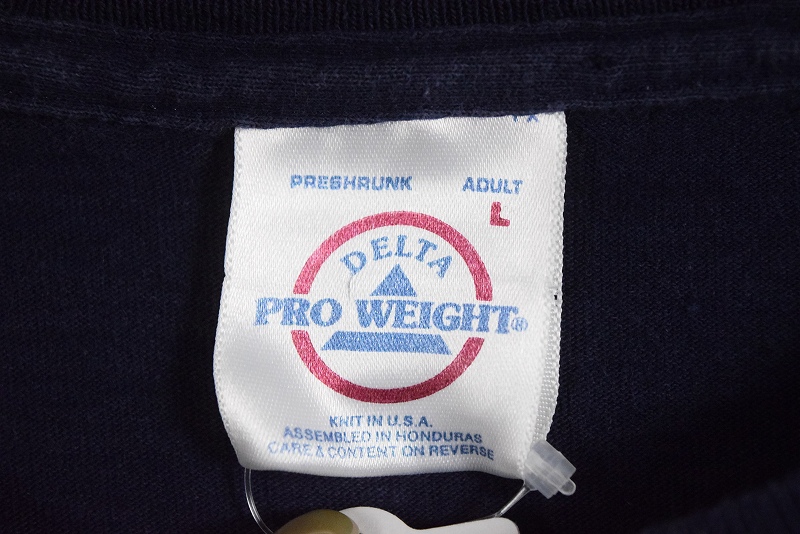 PRESHRUNK ADULT
L
DELTA
PRO WEIGHT®
KNIT IN U.S.A.
ASSEMBLED IN HONDURAS
CARE & CONTENT ON REVERSE